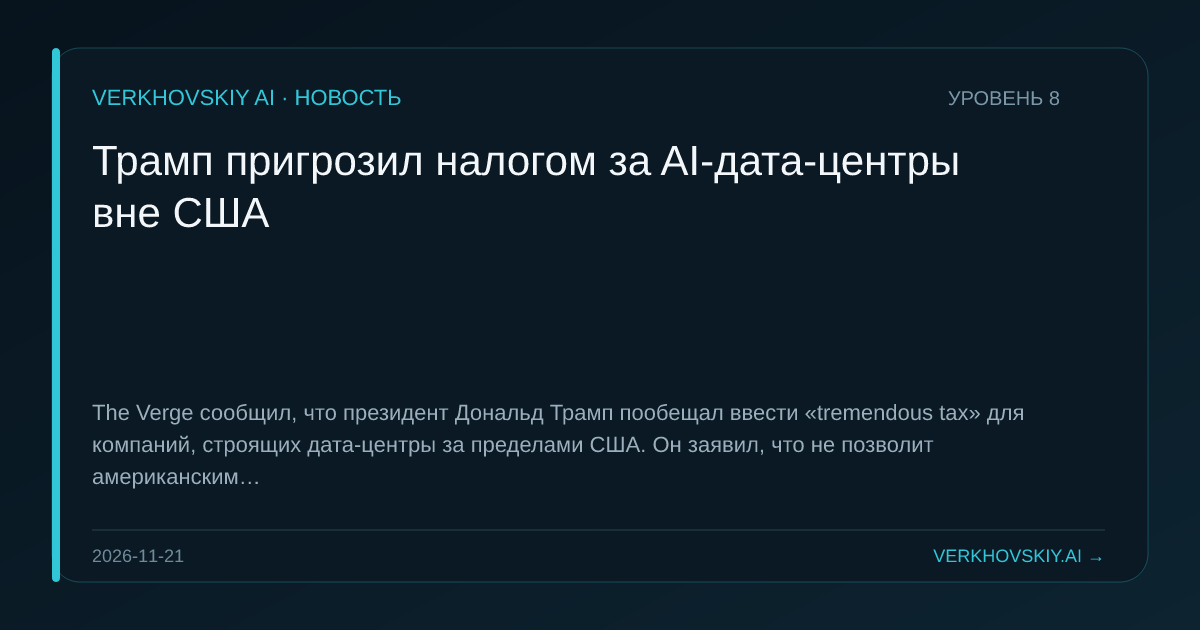 VERKHOVSKIY AI · НОВОСТЬ
УРОВЕНЬ 8
Трамп пригрозил налогом за AI-дата-центры
вне США
The Verge сообщил, что президент Дональд Трамп пообещал ввести «tremendous tax» для
компаний, строящих дата-центры за пределами США. Он заявил, что не позволит
американским…
2026-11-21
VERKHOVSKIY.AI →